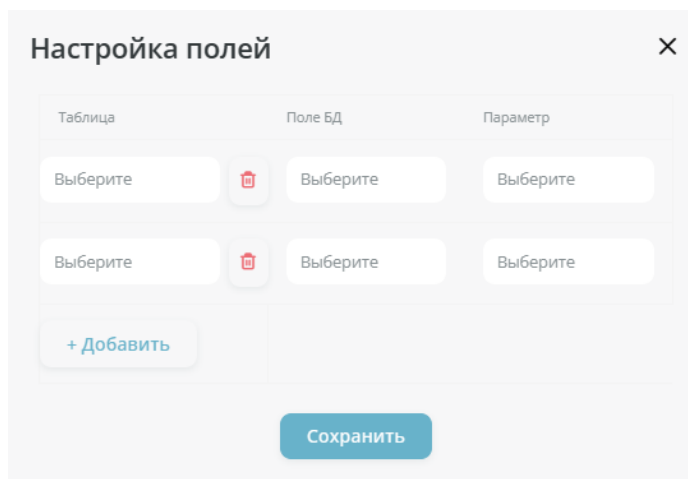 Настройка полей
Таблица Поле БД Параметр
Выберите Выберите Выберите
Выберите Выберите Выберите
+ Добавить
Сохранить